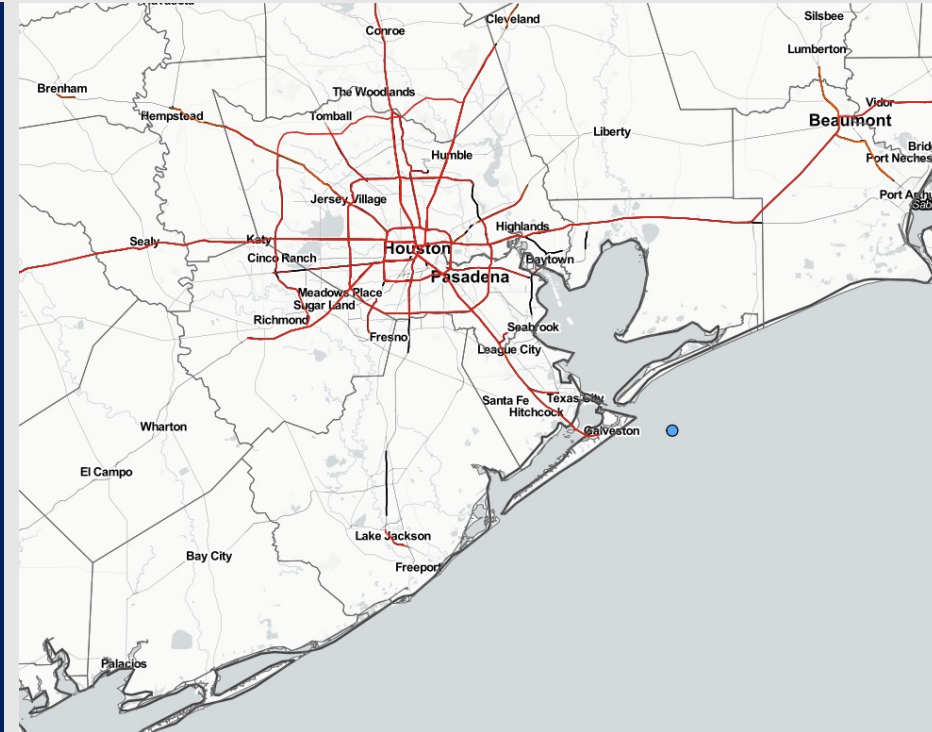 Cleveland
Silsbee
Conroe
Lumberton
Brenham
The Woodlands
Vidor
Hempstead
Tomball
Beaumont
Liberty
Humble
Port Neches
Jersey Village
Highlands
Sealy
Katy
Houston
Cinco Ranch
Baytown
Pasadena
Meadows Place
Sugar Land
Richmond
Seabrook
Fresno
League City
Santa Fe
Texas City
Hitchcock
Wharton
Galveston
El Campo
Lake Jackson
Bay City
Freeport
Palacios